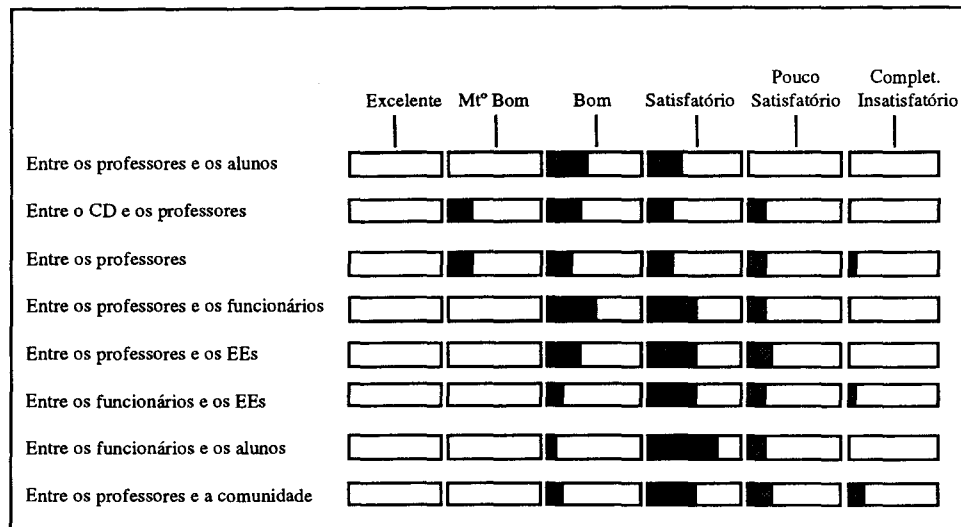 Pouco Complet.
Excelente Mtº Bom Bom Satisfatório Satisfatório Insatisfatório
Entre os professores e os alunos
Entre o CD e os professores
Entre os professores
Entre os professores e os funcionários
Entre os professores e os EEs
Entre os funcionários e os EEs
Entre os funcionários e os alunos
Entre os professores e a comunidade